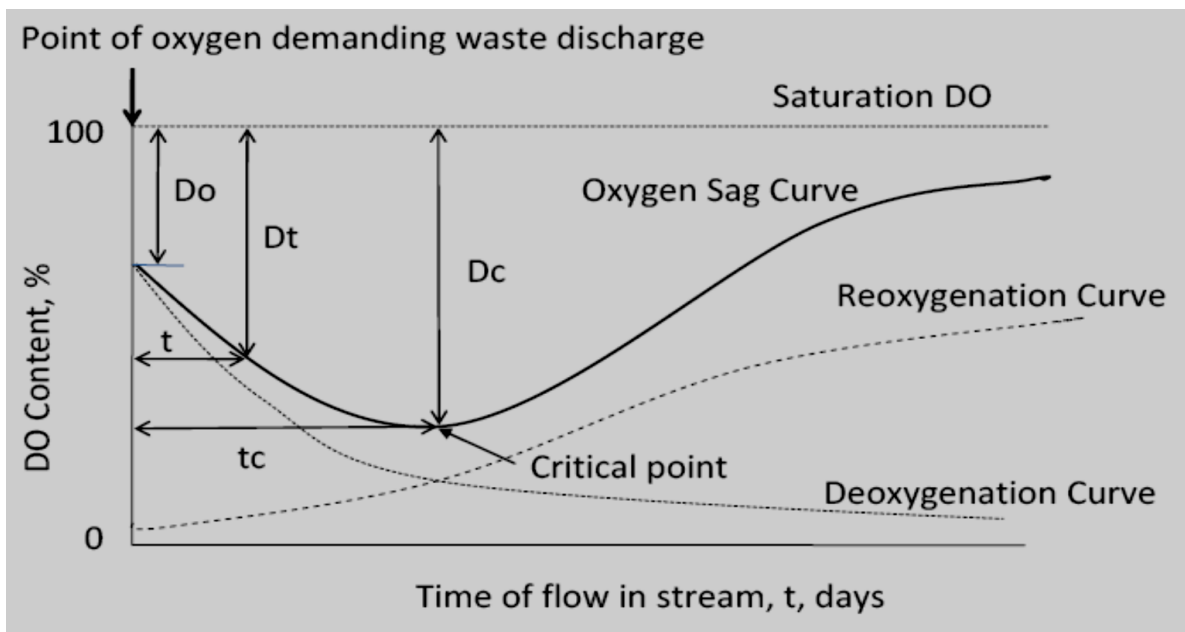 Point of oxygen demanding waste discharge
Saturation DO
100
Do
Oxygen Sag Curve
Dt
Dc
Reoxygenation Curve
t
DO Content, %
tc
Critical point
Deoxygenation Curve
0
Time of flow in stream, t, days